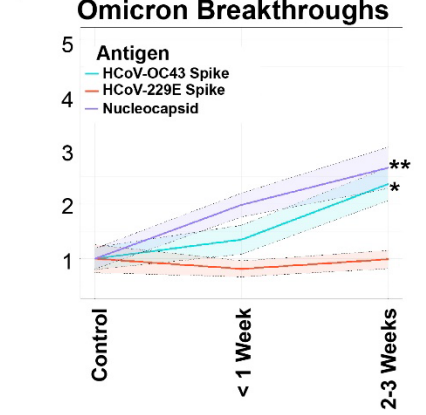 Omicron Breakthroughs
5
Antigen
HCoV-OC43 Spike
HCoV-229E Spike
Nucleocapsid
4
3
**
*
2
1
Control
< 1 Week
2-3 Weeks